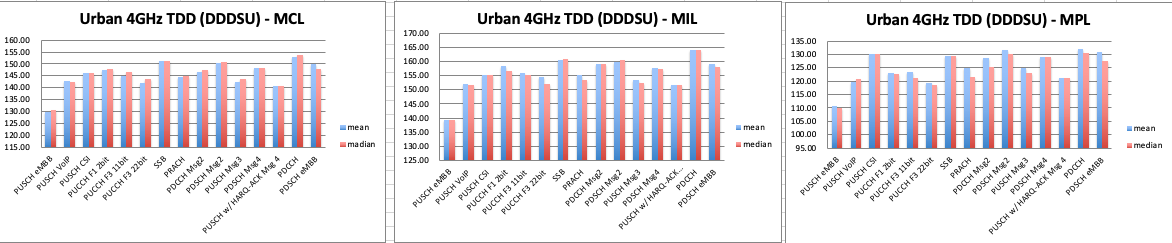 Urban 4GHz TDD (DDDSU) - MCL
160.00
155.00
150.00
145.00
140.00
135.00
130.00
125.00
120.00
115.00
PUSCH eMBB
PUSCH VoIP
PUSCH CSI
PUCCH F1 2bit
PUCCH F3 11bit
PUCCH F3 22bit
SSB
PRACH
PDCCH Msg2
PDSCH Msg2
PUSCH Msg3
PDSCH Msg4
PUSCH w/ HARQ-ACK Msg 4
PDCCH
PDSCH eMBB
mean
median
Urban 4GHz TDD (DDDSU) - MIL
170.00
165.00
160.00
155.00
150.00
145.00
140.00
135.00
130.00
125.00
PUSCH eMBB
PUSCH VoIP
PUSCH CSI
PUCCH F1 2bit
PUCCH F3 11bit
PUCCH F3 22bit
SSB
PRACH
PDCCH Msg2
PDSCH Msg2
PUSCH Msg3
PDSCH Msg4
PUSCH w/ HARQ-ACK...
PDCCH
PDSCH eMBB
mean
median
Urban 4GHz TDD (DDDSU) - MPL
135.00
130.00
125.00
120.00
115.00
110.00
105.00
100.00
95.00
PUSCH eMBB
PUSCH VoIP
PUSCH CSI
PUCCH F1 2bit
PUCCH F3 11bit
PUCCH F3 22bit
SSB
PRACH
PDCCH Msg2
PDSCH Msg2
PUSCH Msg3
PDSCH Msg4
PUSCH w/ HARQ-ACK Msg 4
PDCCH
PDSCH eMBB
mean
median